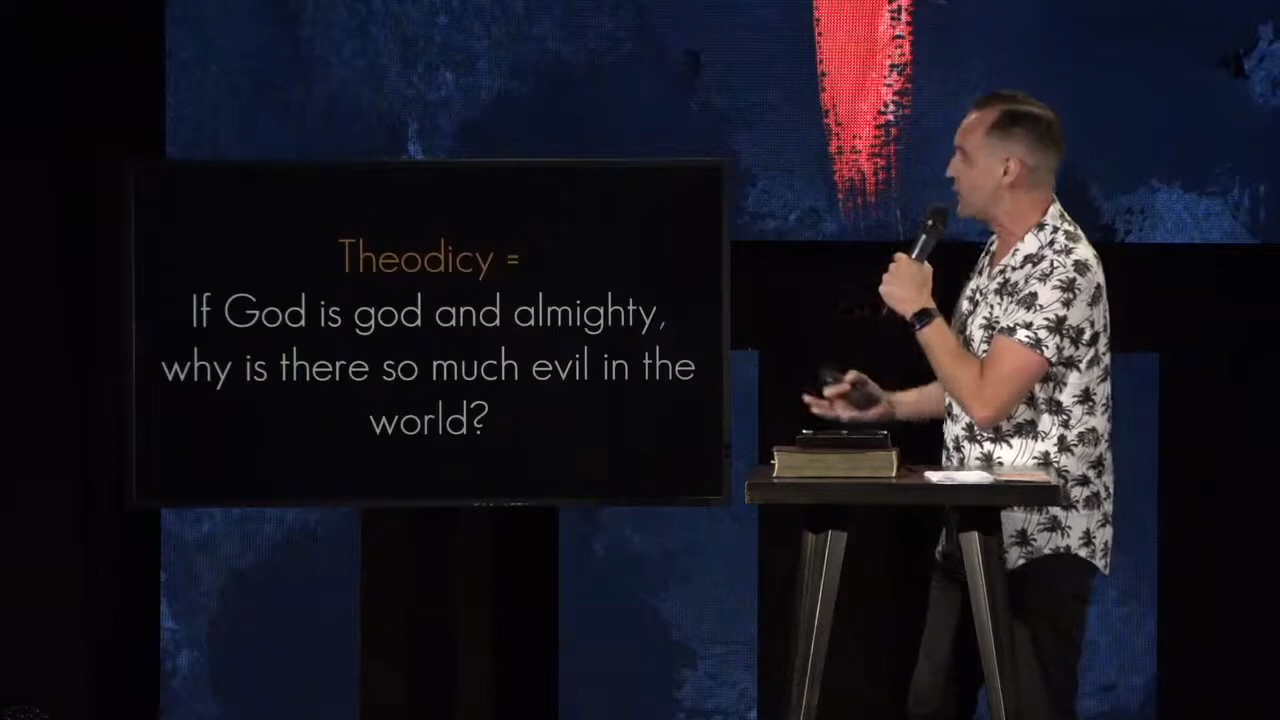 Theodicy =
If God is god and almighty,
why is there so much evil in the
world?